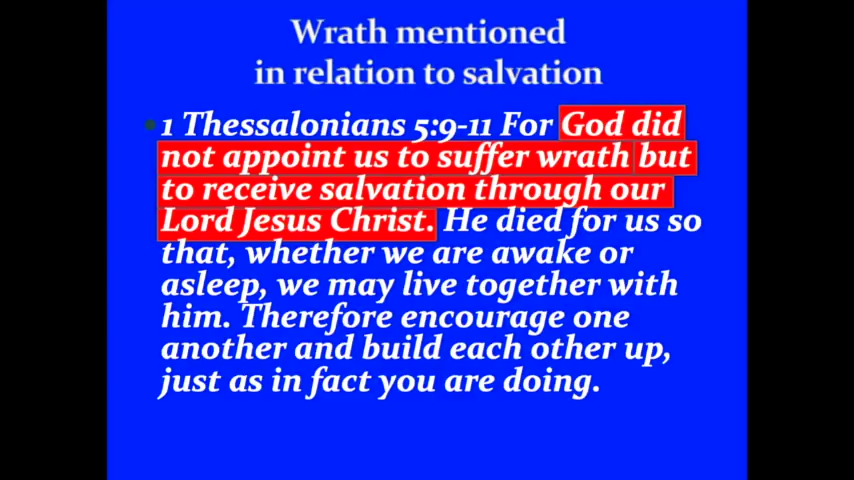 Wrath mentioned
in relation to salvation
• 1 Thessalonians 5:9-11 For God did
not appoint us to suffer wrath but
to receive salvation through our
Lord Jesus Christ. He died for us so
that, whether we are awake or
asleep, we may live together with
him. Therefore encourage one
another and build each other up,
just as in fact you are doing.